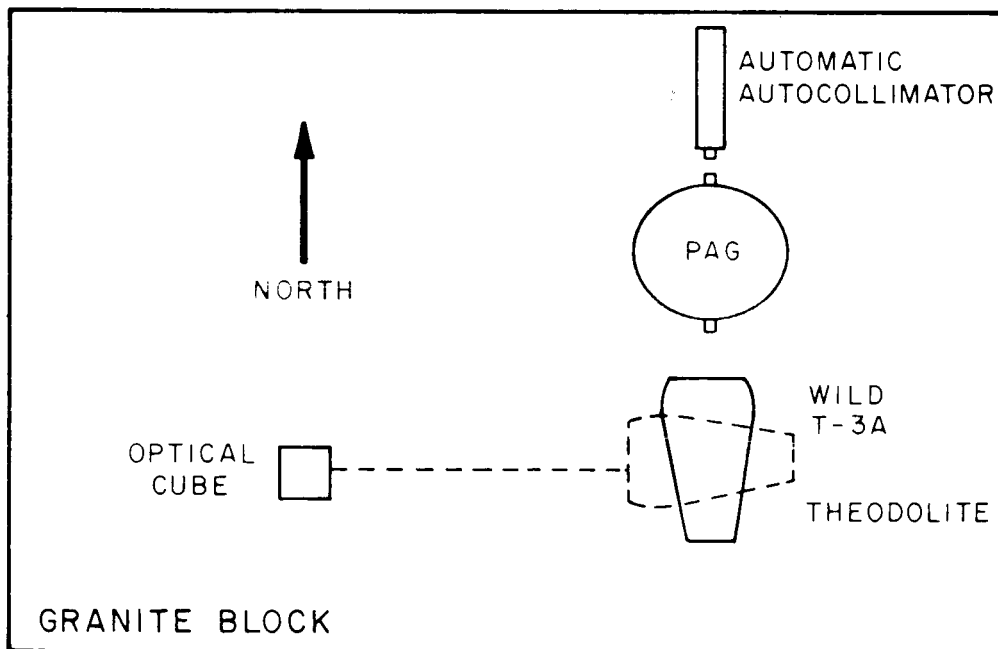 AUTOMATIC
AUTOCOLLIMATOR
NORTH
PAG
WILD
T-3A
OPTICAL
CUBE
THEODOLITE
GRANITE BLOCK